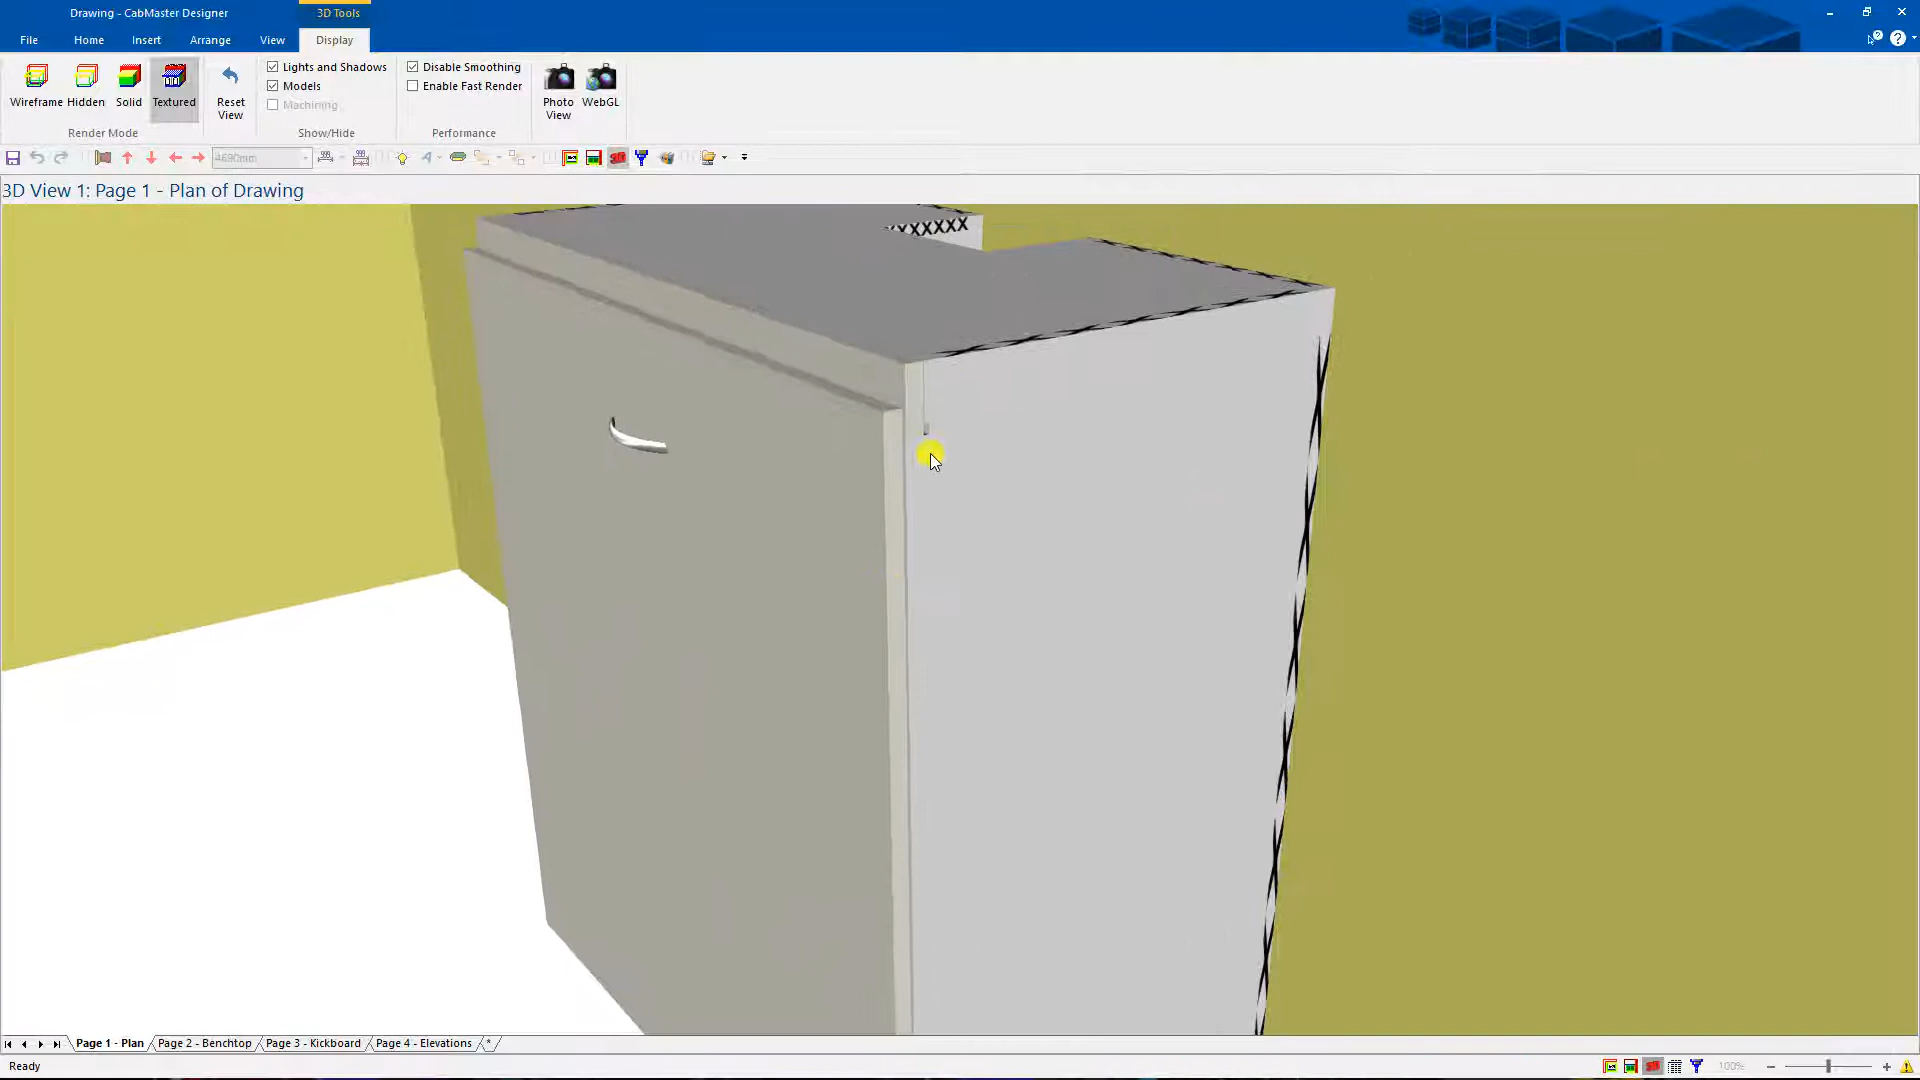 Drawing - CabMaster Designer
3D Tools
File
Home
Insert
Arrange
View
Display
Wireframe
Hidden
Solid
Textured
Render Mode
Reset
View
Lights and Shadows
Models
Machining
Show/Hide
Disable Smoothing
Enable Fast Render
Performance
Photo
View
WebGL
4690mm
3D View 1: Page 1 - Plan of Drawing
Page 1 - Plan
Page 2 - Benchtop
Page 3 - Kickboard
Page 4 - Elevations
*
Ready
100%